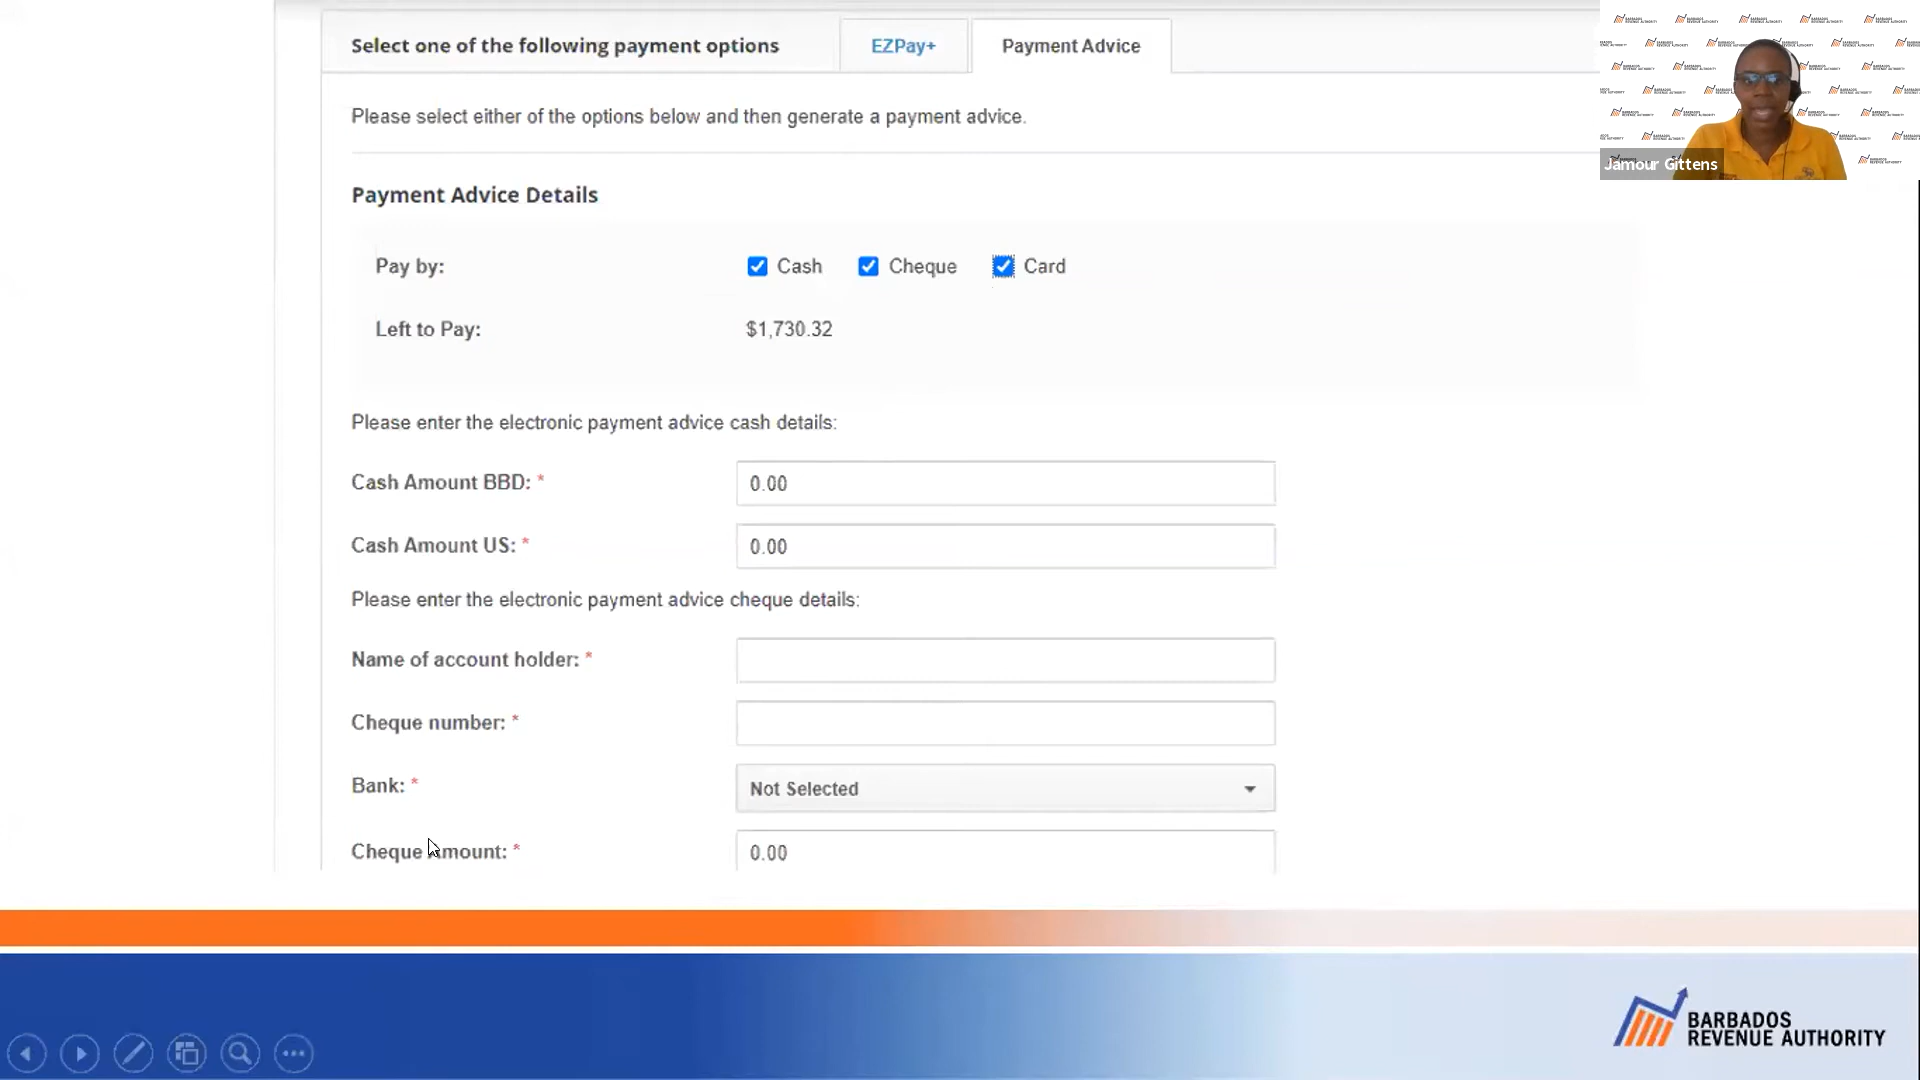 Select one of the following payment options
EZPay+
Payment Advice
Please select either of the options below and then generate a payment advice.
Payment Advice Details
Pay by:
Cash
Cheque
Card
Left to Pay:
$1,730.32
Please enter the electronic payment advice cash details:
Cash Amount BBD: *
0.00
Cash Amount US: *
0.00
Please enter the electronic payment advice cheque details:
Name of account holder: *
Cheque number: *
Bank: *
Not Selected
Cheque Amount: *
0.00
Jamour Gittens
BARBADOS
REVENUE AUTHORITY